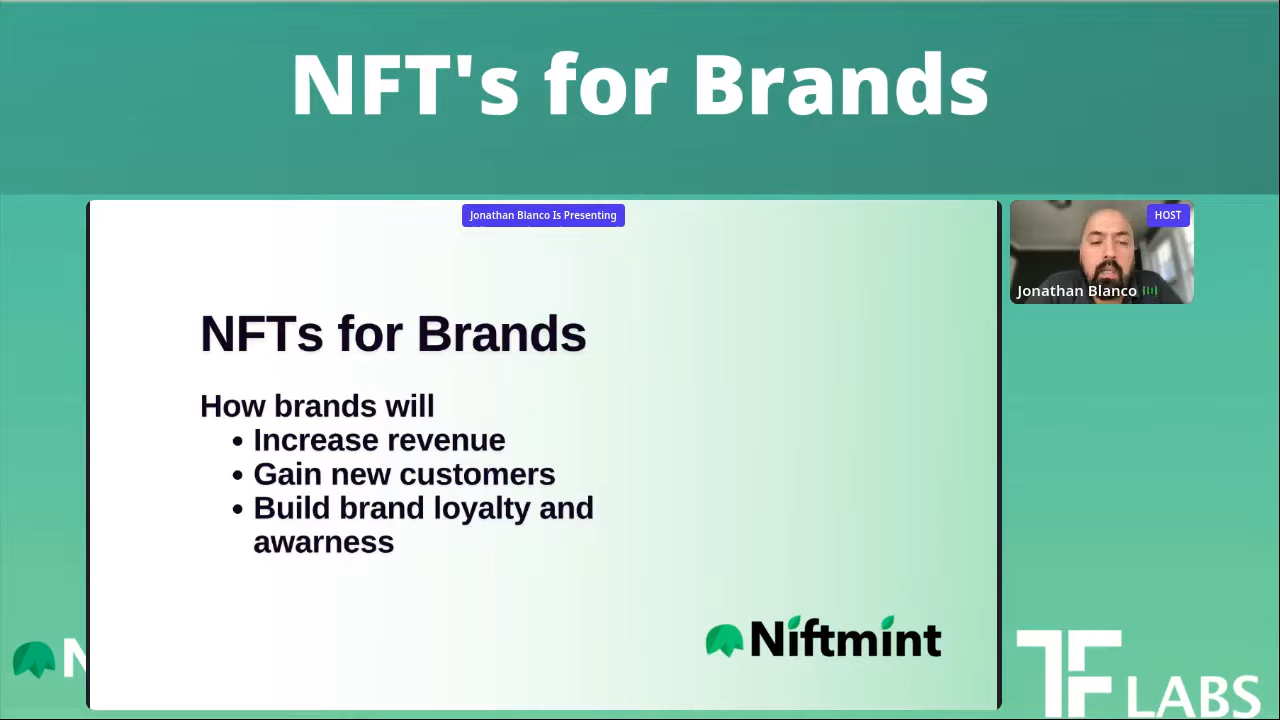 NFT's for Brands
Jonathan Blanco Is Presenting
HOST
Jonathan Blanco
NFTs for Brands
How brands will
• Increase revenue
• Gain new customers
• Build brand loyalty and
awarness
Niftmint
N
TF LABS